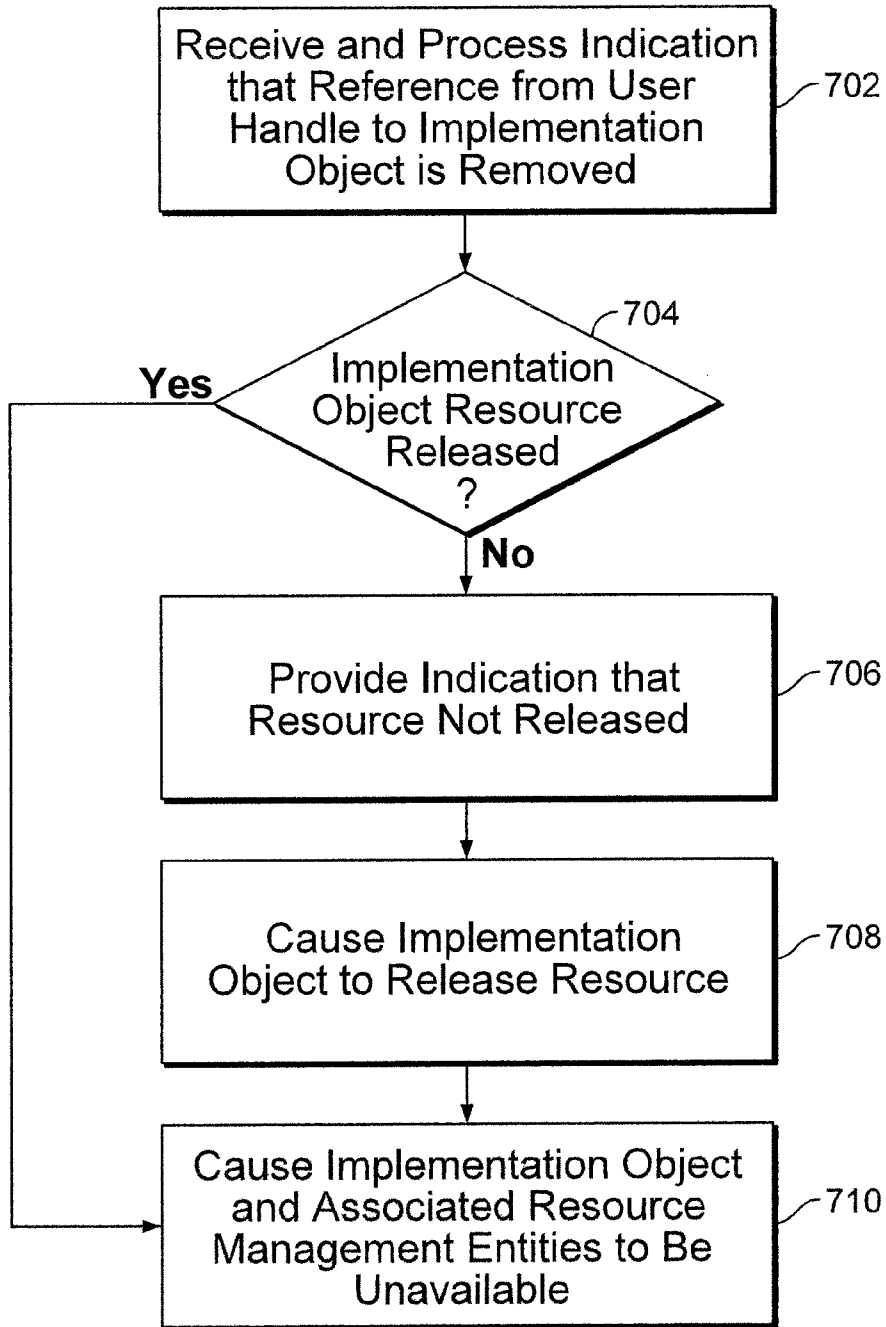 Receive and Process Indication
that Reference from User
Handle to Implementation
Object is Removed
702
704
Implementation
Object Resource
Released
?
Yes
No
Provide Indication that
Resource Not Released
706
Cause Implementation
Object to Release Resource
708
Cause Implementation Object
and Associated Resource
Management Entities to Be
Unavailable
710